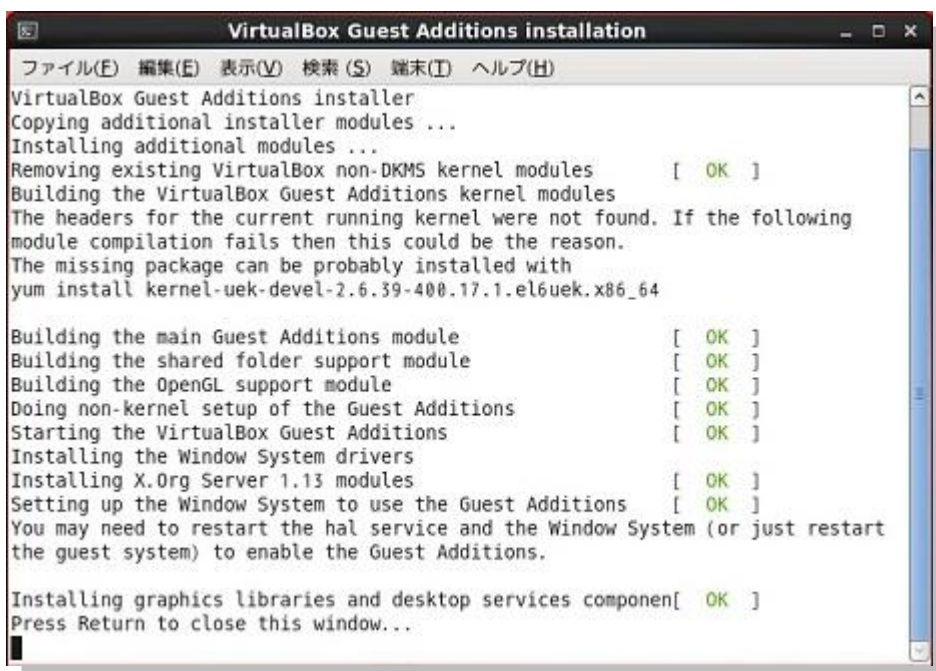 VirtualBox Guest Additions installation
ファイル(F) 編集(E) 表示(V) 検索 (S) 端末(T) ヘルプ(H)
VirtualBox Guest Additions installer
Copying additional installer modules ...
Installing additional modules ...
Removing existing VirtualBox non-DKMS kernel modules [ OK ]
Building the VirtualBox Guest Additions kernel modules
The headers for the current running kernel were not found. If the following
module compilation fails then this could be the reason.
The missing package can be probably installed with
yum install kernel-uek-devel-2.6.39-400.17.1.el6uek.x86_64
Building the main Guest Additions module [ OK ]
Building the shared folder support module [ OK ]
Building the OpenGL support module [ OK ]
Doing non-kernel setup of the Guest Additions [ OK ]
Starting the VirtualBox Guest Additions [ OK ]
Installing the Window System drivers
Installing X.Org Server 1.13 modules [ OK ]
Setting up the Window System to use the Guest Additions [ OK ]
You may need to restart the hal service and the Window System (or just restart
the guest system) to enable the Guest Additions.
Installing graphics libraries and desktop services componen[ OK ]
Press Return to close this window...